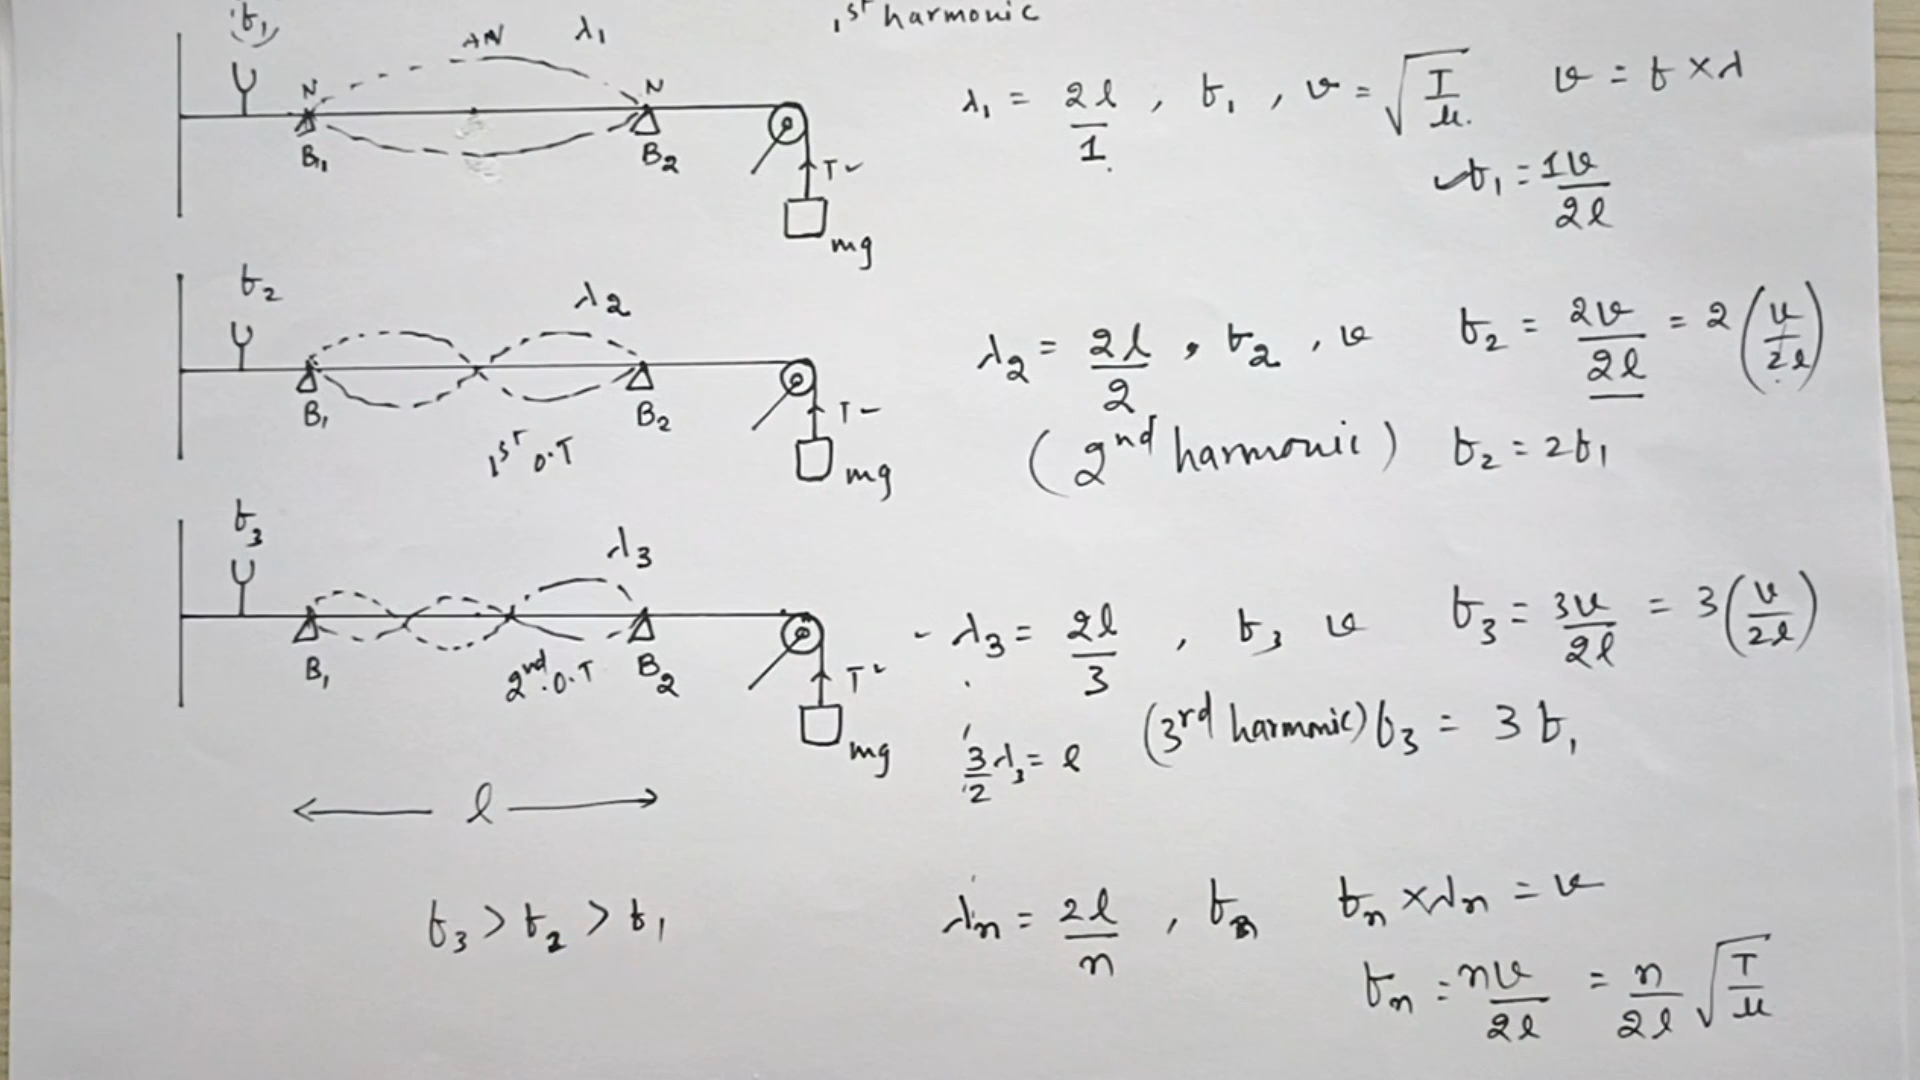 f₁ AN λ₁ 1st harmonic
N N
λ₁ = 2l/1 , f₁ , v = √(T/μ) v = f × λ
B₁ B₂ T
f₁ = 1v/2l
mg
f₂ λ₂
λ₂ = 2l/2 , f₂ , v f₂ = 2v/2l = 2(v/2l)
B₁ B₂ T
1st O.T mg (2nd harmonic) f₂ = 2f₁
f₃ λ₃
λ₃ = 2l/3 , f₃ v f₃ = 3v/2l = 3(v/2l)
B₁ 2nd O.T B₂ T
mg 3/2 λ₃ = l (3rd harmonic) f₃ = 3 f₁
l
f₃ > f₂ > f₁ λn = 2l/n , fn fn × λn = v
fn = nv/2l = n/2l √(T/μ)